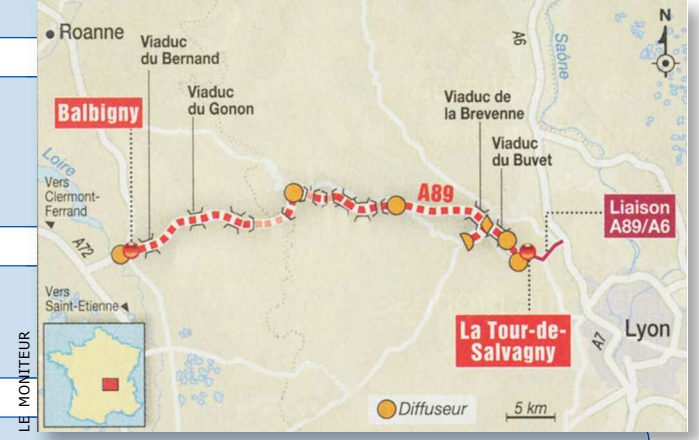 Roanne
Viaduc
du Bernand
Viaduc
du Gonon
Balbigny
Loire
Vers
Clermont-
Ferrand
A72
Vers
Saint-Etienne
A6
Saône
N
Viaduc de
la Brevenne
Viaduc
du Buvet
A89
Liaison
A89/A6
La Tour-de-
Salvagny
Lyon
A7
Diffuseur
5 km
LE MONITEUR